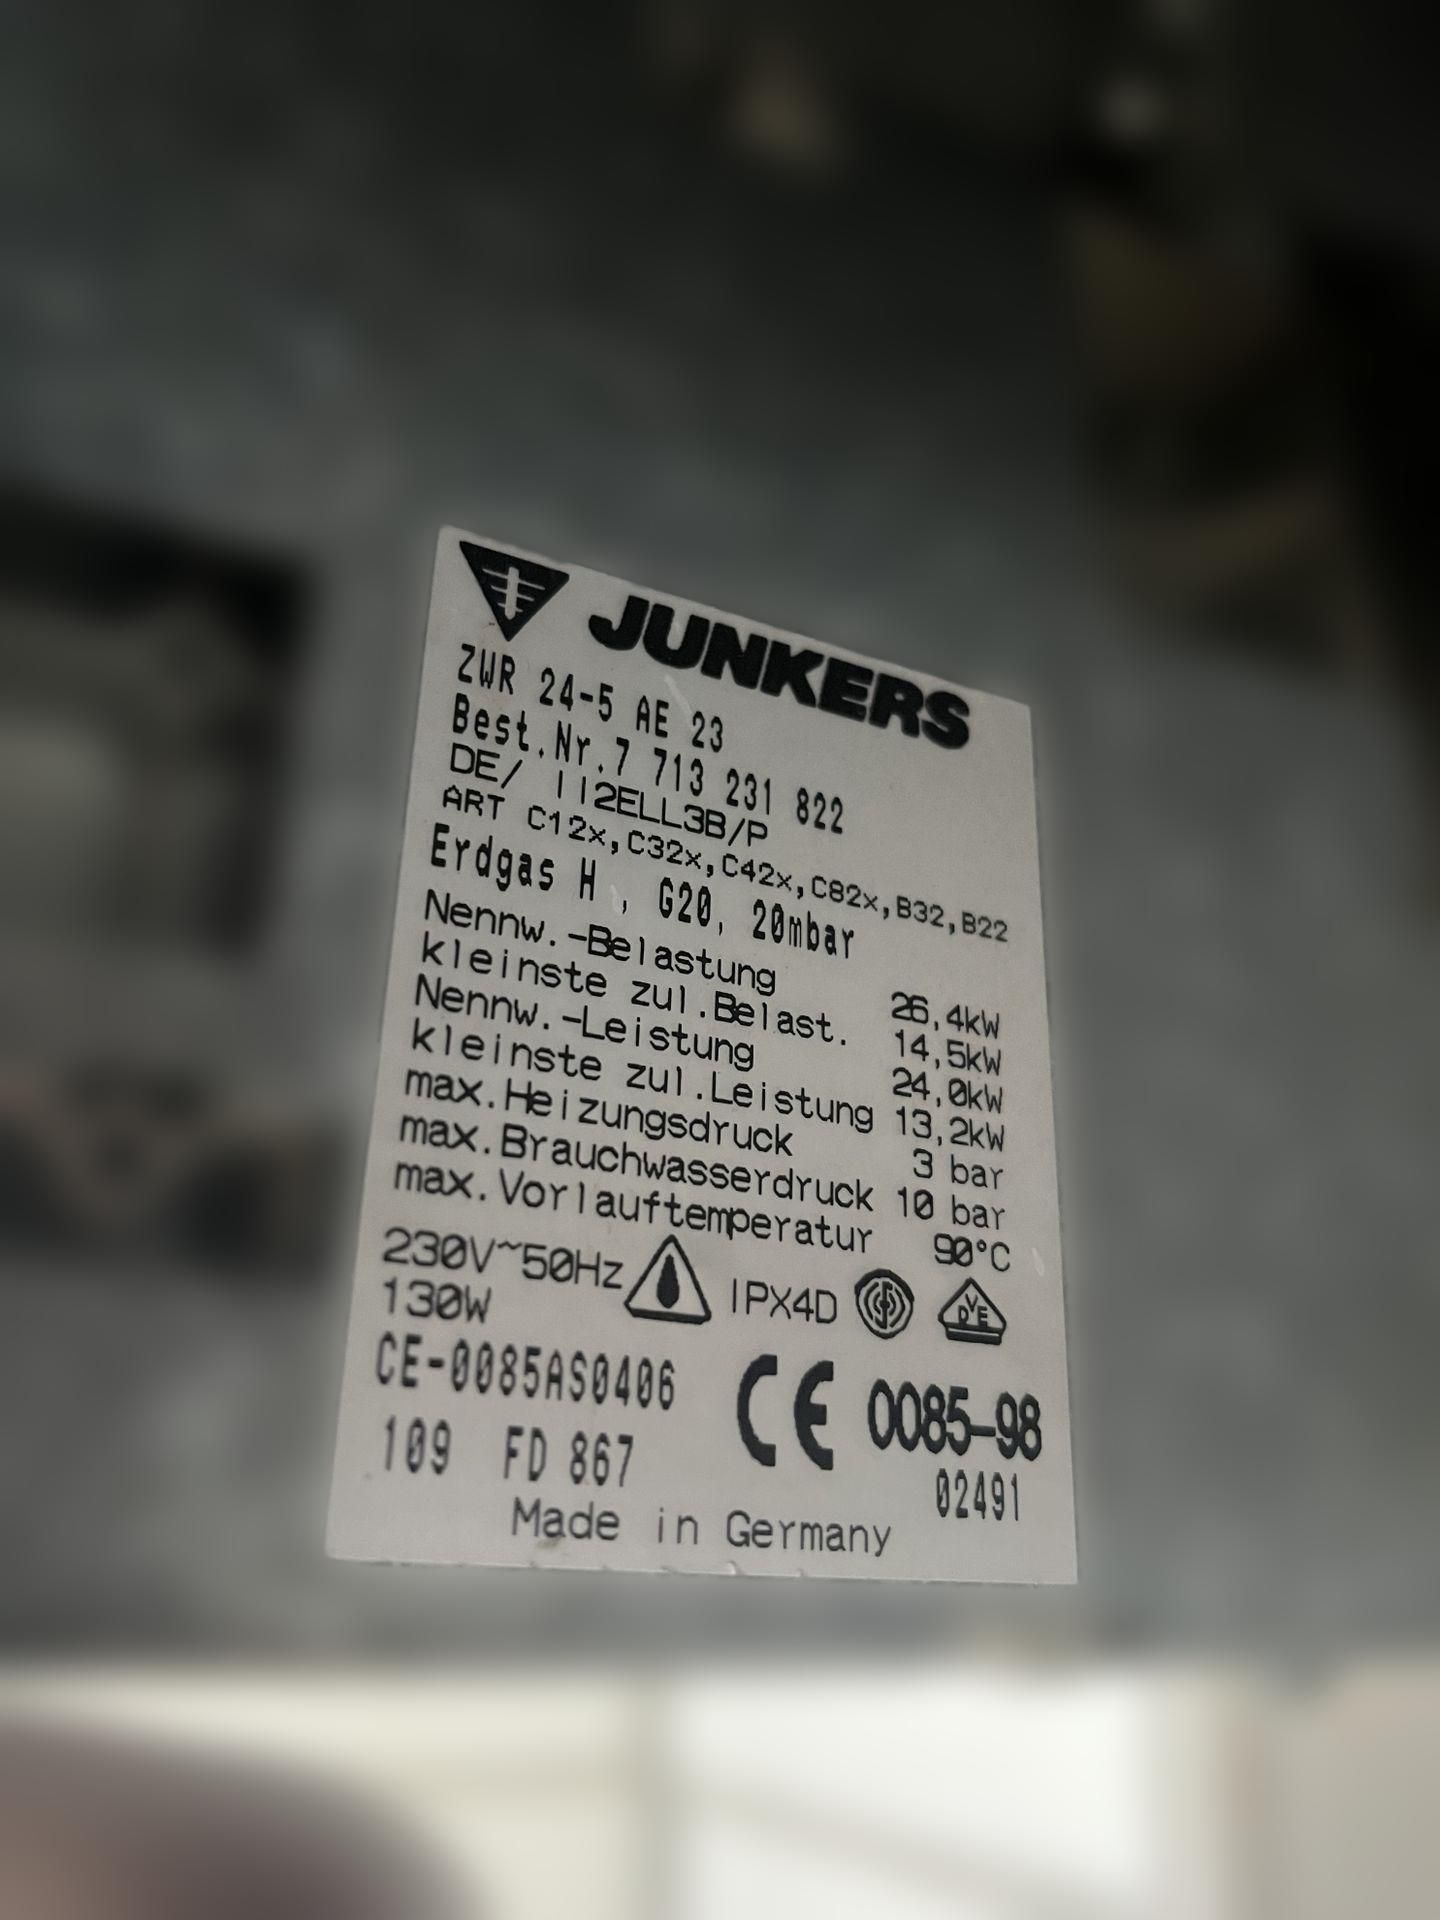 JUNKERS
ZWR 24-5 AE 23
Best.Nr.7 713 231 822
DE/ II2ELL3B/P
ART C12x,C32x,C42x,C82x,B32,B22
Erdgas H , G20, 20mbar
Nennw.-Belastung 26,4kW
kleinste zul.Belast. 14,5kW
Nennw.-Leistung 24,0kW
kleinste zul.Leistung 13,2kW
max.Heizungsdruck 3 bar
max.Brauchwasserdruck 10 bar
max.Vorlauftemperatur 90°C
230V~50Hz IPX4D DVE
130W
CE-0085AS0406 CE 0085-98
109 FD 867 02491
Made in Germany